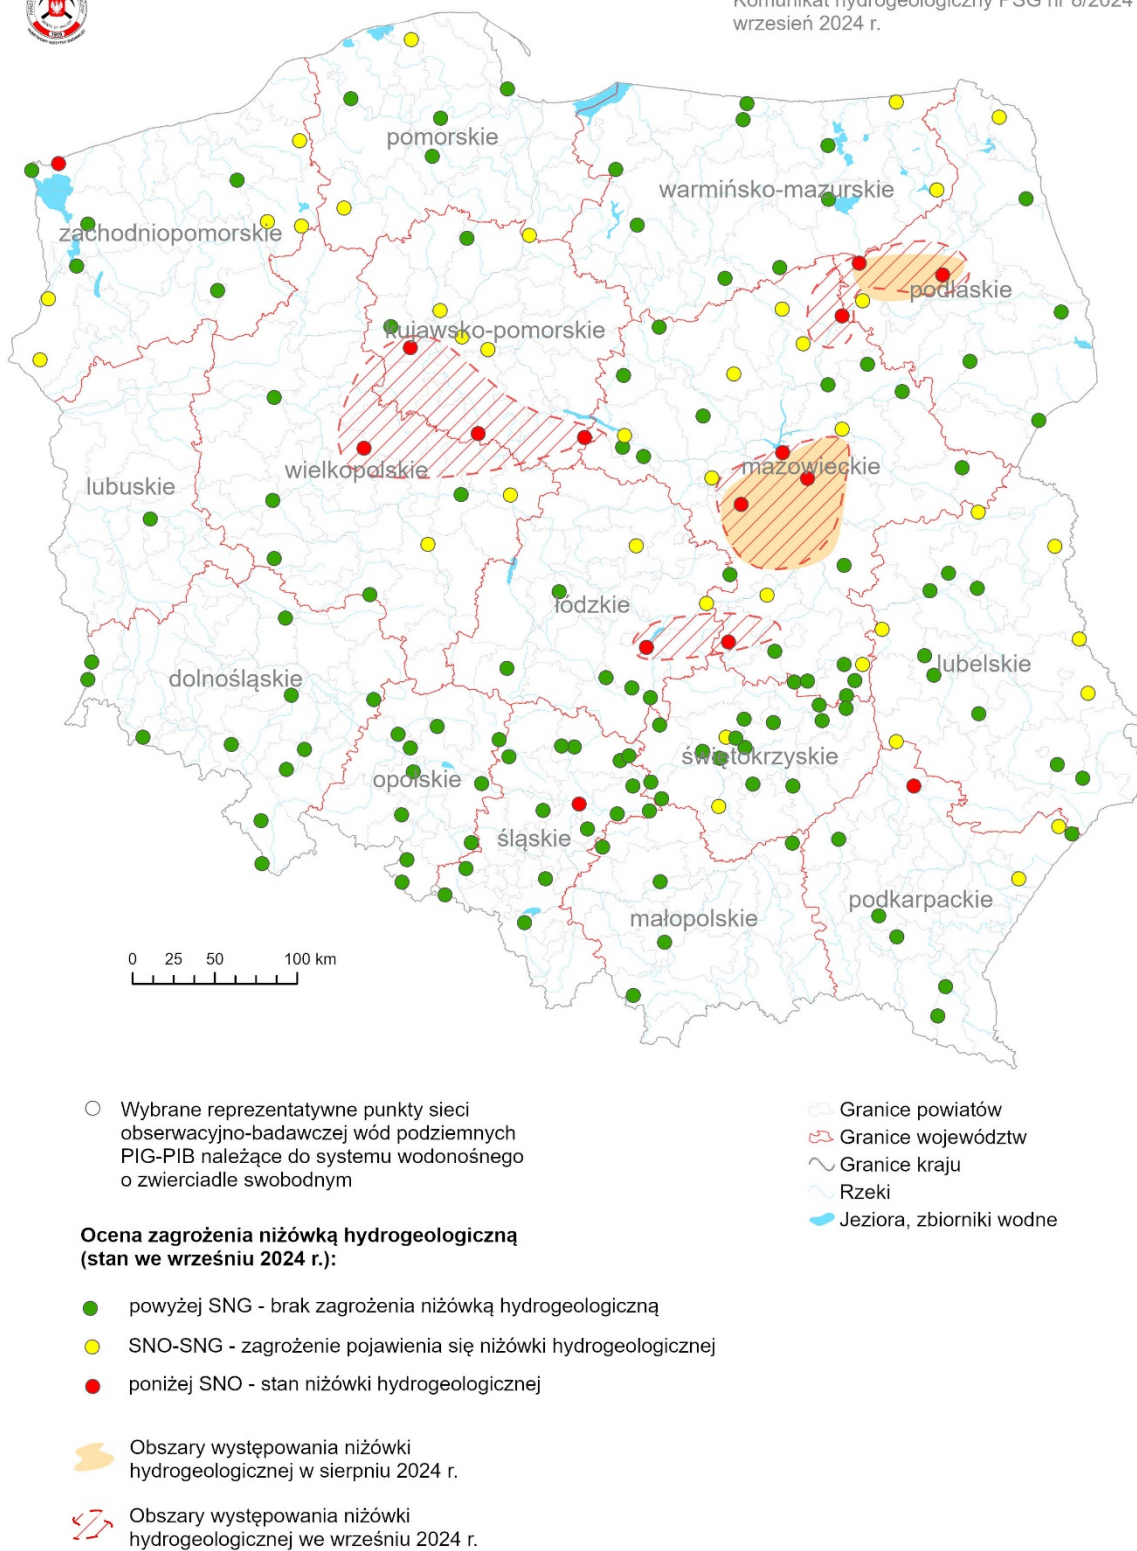 Komunikat hydrogeologiczny PSG nr 8/2024
wrzesień 2024 r.
pomorskie
warmińsko-mazurskie
zachodniopomorskie
podlaskie
kujawsko-pomorskie
mazowieckie
wielkopolskie
lubuskie
łódzkie
lubelskie
dolnośląskie
świętokrzyskie
opolskie
śląskie
podkarpackie
małopolskie
0 25 50 100 km
Wybrane reprezentatywne punkty sieci
obserwacyjno-badawczej wód podziemnych
PIG-PIB należące do systemu wodonośnego
o zwierciadle swobodnym
Granice powiatów
Granice województw
Granice kraju
Rzeki
Jeziora, zbiorniki wodne
Ocena zagrożenia niżówką hydrogeologiczną
(stan we wrześniu 2024 r.):
powyżej SNG - brak zagrożenia niżówką hydrogeologiczną
SNO-SNG - zagrożenie pojawienia się niżówki hydrogeologicznej
poniżej SNO - stan niżówki hydrogeologicznej
Obszary występowania niżówki
hydrogeologicznej w sierpniu 2024 r.
Obszary występowania niżówki
hydrogeologicznej we wrześniu 2024 r.